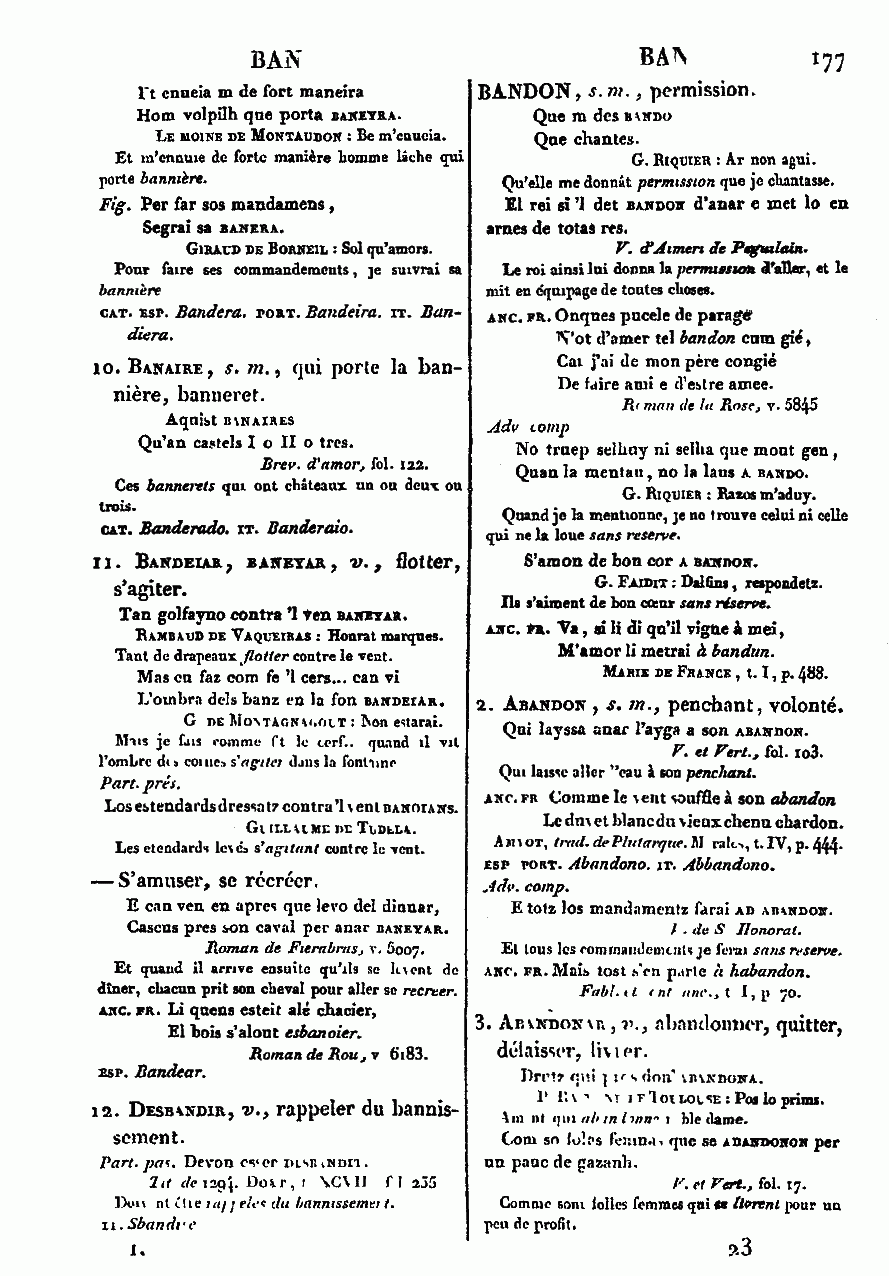 BAN
BAN
177
Et enueia m de fort maneira
Hom volpilh que porta BANEYRA.
LE MOINE DE MONTAUDON : Be m'enueia.
Et m'ennuie de forte manière homme lâche qui
porte bannière.
Fig. Per far sos mandamens,
Segrai sa BANERA.
GIRAUD DE BORNEIL : Sol qu'amors.
Pour faire ses commandements, je suivrai sa
bannière
CAT. ESP. Bandera. PORT. Bandeira. IT. Ban-
diera.
10. BANAIRE, s. m., qui porte la ban-
nière, banneret.
Aquist BANAIRES
Qu'an castels I o II o tres.
Brev. d'amor, fol. 122.
Ces bannerets qui ont châteaux un ou deux ou
trois.
CAT. Banderado. IT. Banderaio.
11. BANDEIAR, BANEYAR, v., flotter,
s'agiter.
Tan golfayno contra 'l ven BANEYAR.
RAMBAUD DE VAQUEIRAS : Honrat marques.
Tant de drapeaux flotter contre le vent.
Mas en faz com fe 'l cers... can vi
L'ombra dels banz en la fon BANDEIAR.
G DE MONTAGNAGOUT : Non estarai.
Mais je fais comme fit le cerf.. quand il vit
l'ombre des cornes s'agiter dans la fontaine
Part. prés.
Los estendards dressatz contra'l vent BANOIANS.
GUILLAUME DE TUDELA.
Les etendards levés s'agitant contre le vent.
— S'amuser, se récréer.
E can ven en apres que levo del dinnar,
Cascus pres son caval per anar BANEYAR.
Roman de Fierabras, v. 5007.
Et quand il arrive ensuite qu'ils se lèvent de
dîner, chacun prit son cheval pour aller se recréer.
ANC. FR. Li quens esteit alé chacier,
El bois s'alout esbanoier.
Roman de Rou, v 6183.
ESP. Bandear.
12. DESBANDIR, v., rappeler du bannis-
sement.
Part. pas. Devon esser DESBANDIT.
Tit de 1294. DOAT, t XCVII f 235
Doivent être rappelés du bannissement.
IT. Sbandire
I.
BANDON, s. m., permission.
Que m des BANDO
Que chantes.
G. RIQUIER : Ar non agui.
Qu'elle me donnât permission que je chantasse.
El rei si 'l det BANDON d'anar e met lo en
arnes de totas res.
V. d'Aimeri de Peguilain.
Le roi ainsi lui donna la permission d'aller, et le
mit en équipage de toutes choses.
ANC. FR. Onques pucele de parage
N'ot d'amer tel bandon cum gié,
Car j'ai de mon père congié
De faire ami e d'estre amee.
Roman de la Rose, v. 5845
Adv comp
No truep selhuy ni selha que mout gen,
Quan la mentau, no la laus A BANDO.
G. RIQUIER : Razos m'aduy.
Quand je la mentionne, je ne trouve celui ni celle
qui ne la loue sans reserve.
S'amon de bon cor A BANDON.
G. FAIDIT : Dalfins, respondetz.
Ils s'aiment de bon cœur sans réserve.
ANC. FR. Va, si li di qu'il vigne à mei,
M'amor li metrai à bandun.
MARIE DE FRANCE, t. I, p. 488.
2. ABANDON, s. m., penchant, volonté.
Qui layssa anar l'ayga a son ABANDON.
V. et Vert., fol. 103.
Qui laisse aller l'eau à son penchant.
ANC. FR Comme le vent souffle à son abandon
Le duvet blanc du vieux chenu chardon.
AMYOT, trad. de Plutarque. Morales, t. IV, p. 444.
ESP PORT. Abandono. IT. Abbandono.
Adv. comp.
E totz los mandamentz farai AD ABANDON.
V. de S Honorat.
Et tous les commandements je ferai sans reserve.
ANC. FR. Mais tost s'en parte à habandon.
Fabl. et cont anc., t I, p 70.
3. ABANDONAR, v., abandonner, quitter,
délaisser, livrer.
Dretz qui pros don' ABANDONA.
P RAIMOND DE TOULOUSE : Pos lo prims.
Com so foles femnas que se ABANDONON per
un pauc de gazanh.
V. et Vert., fol. 17.
Comme sont folles femmes qui se livrent pour un
peu de profit.
23